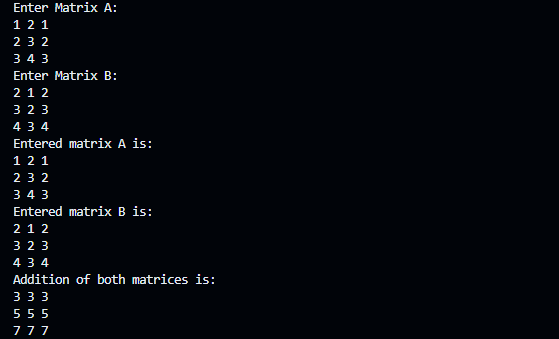 Enter Matrix A:
1 2 1
2 3 2
3 4 3
Enter Matrix B:
2 1 2
3 2 3
4 3 4
Entered matrix A is:
1 2 1
2 3 2
3 4 3
Entered matrix B is:
2 1 2
3 2 3
4 3 4
Addition of both matrices is:
3 3 3
5 5 5
7 7 7